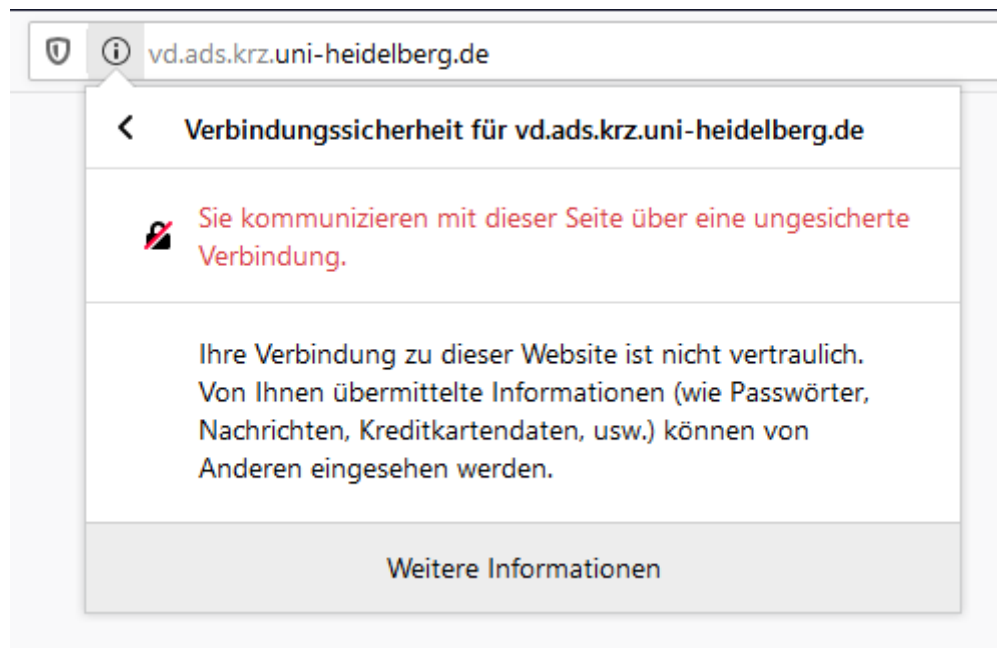 vd.ads.krz.uni-heidelberg.de
Verbindungssicherheit für vd.ads.krz.uni-heidelberg.de
Sie kommunizieren mit dieser Seite über eine ungesicherte
Verbindung.
Ihre Verbindung zu dieser Website ist nicht vertraulich.
Von Ihnen übermittelte Informationen (wie Passwörter,
Nachrichten, Kreditkartendaten, usw.) können von
Anderen eingesehen werden.
Weitere Informationen